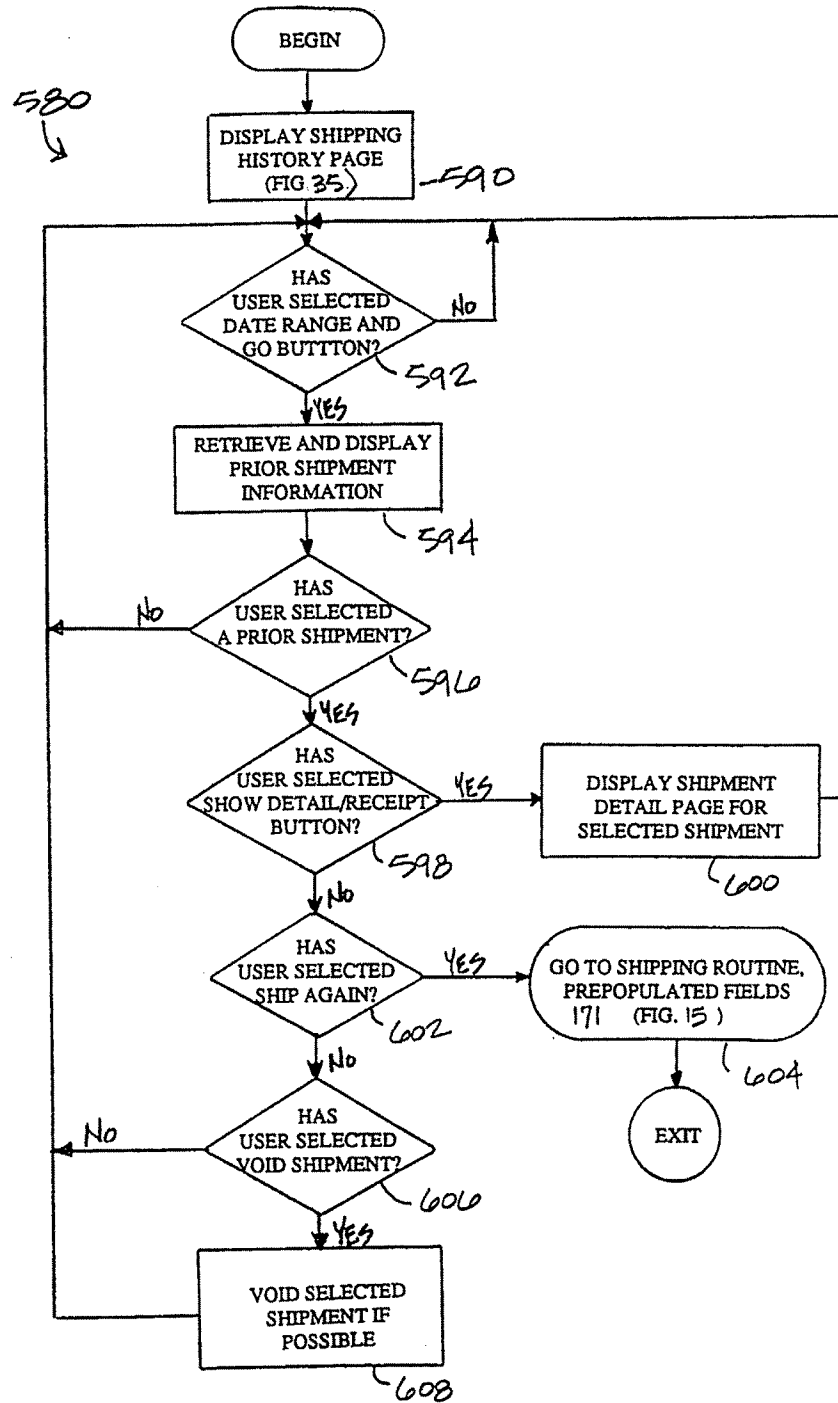 BEGIN
580
DISPLAY SHIPPING
HISTORY PAGE
(FIG. 35.)
590
HAS
USER SELECTED
DATE RANGE AND
GO BUTTTON?
No
592
YES
RETRIEVE AND DISPLAY
PRIOR SHIPMENT
INFORMATION
594
HAS
USER SELECTED
A PRIOR SHIPMENT?
No
596
YES
HAS
USER SELECTED
SHOW DETAIL/RECEIPT
BUTTON?
YES
598
DISPLAY SHIPMENT
DETAIL PAGE FOR
SELECTED SHIPMENT
600
No
HAS
USER SELECTED
SHIP AGAIN?
YES
602
GO TO SHIPPING ROUTINE,
PREPOPULATED FIELDS
171 (FIG. 15 )
604
EXIT
No
HAS
USER SELECTED
VOID SHIPMENT?
No
606
YES
VOID SELECTED
SHIPMENT IF
POSSIBLE
608